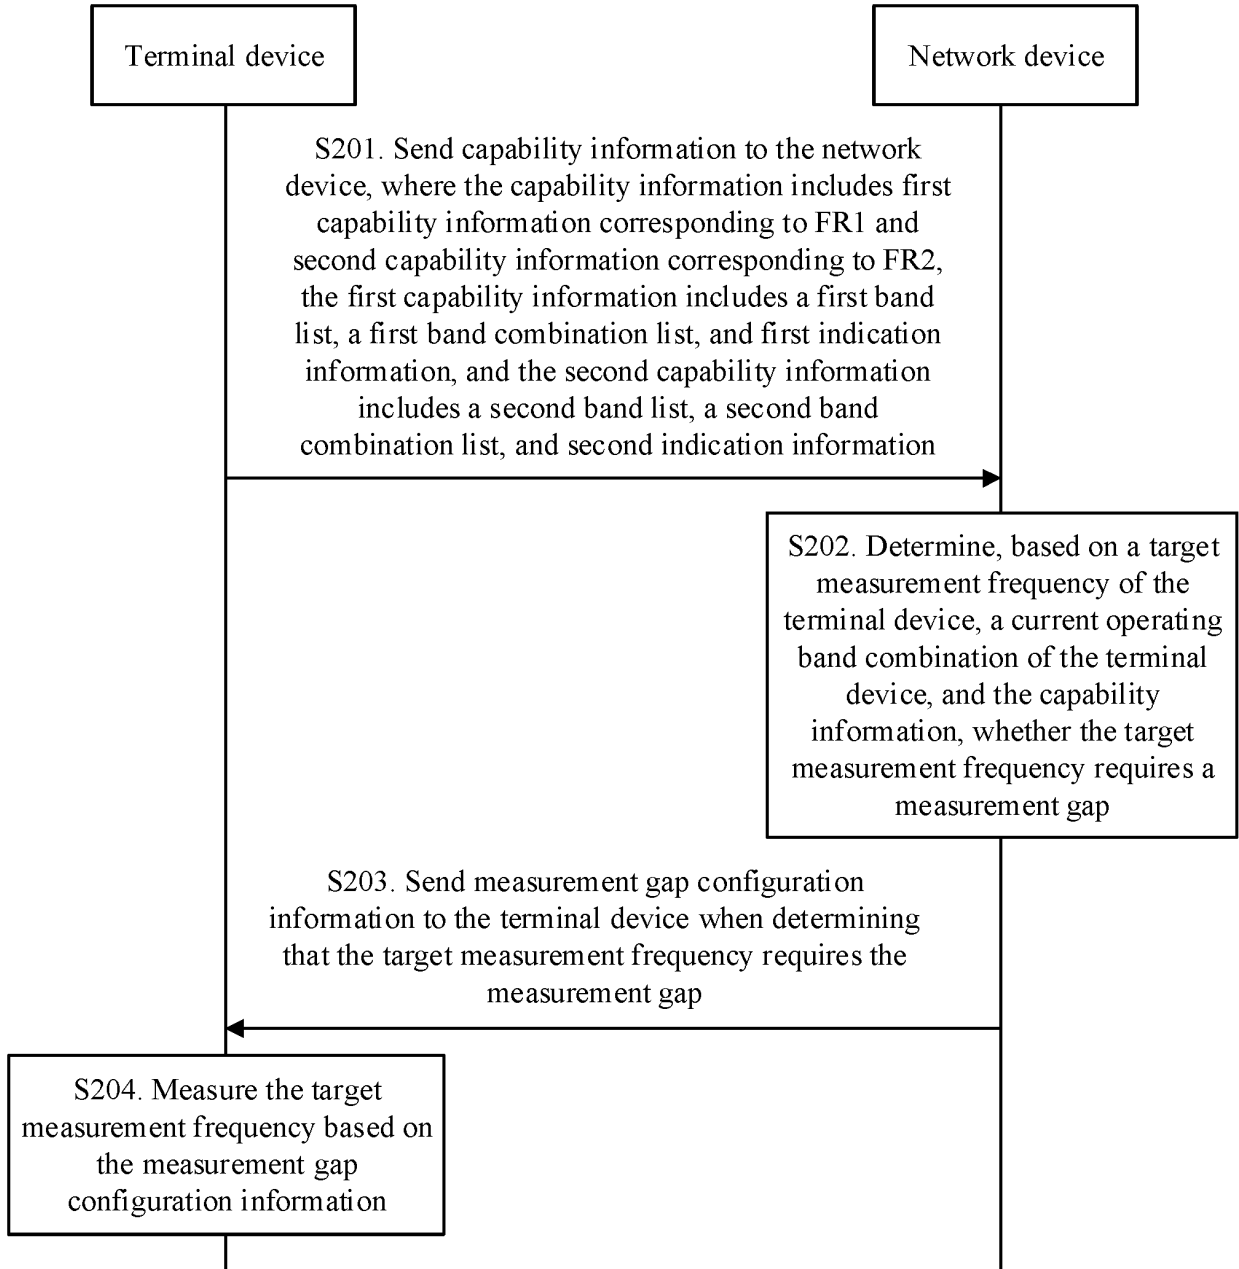 Terminal device
Network device
S201. Send capability information to the network
device, where the capability information includes first
capability information corresponding to FR1 and
second capability information corresponding to FR2,
the first capability information includes a first band
list, a first band combination list, and first indication
information, and the second capability information
includes a second band list, a second band
combination list, and second indication information
S202. Determine, based on a target
measurement frequency of the
terminal device, a current operating
band combination of the terminal
device, and the capability
information, whether the target
measurement frequency requires a
measurement gap
S203. Send measurement gap configuration
information to the terminal device when determining
that the target measurement frequency requires the
measurement gap
S204. Measure the target
measurement frequency based on
the measurement gap
configuration information